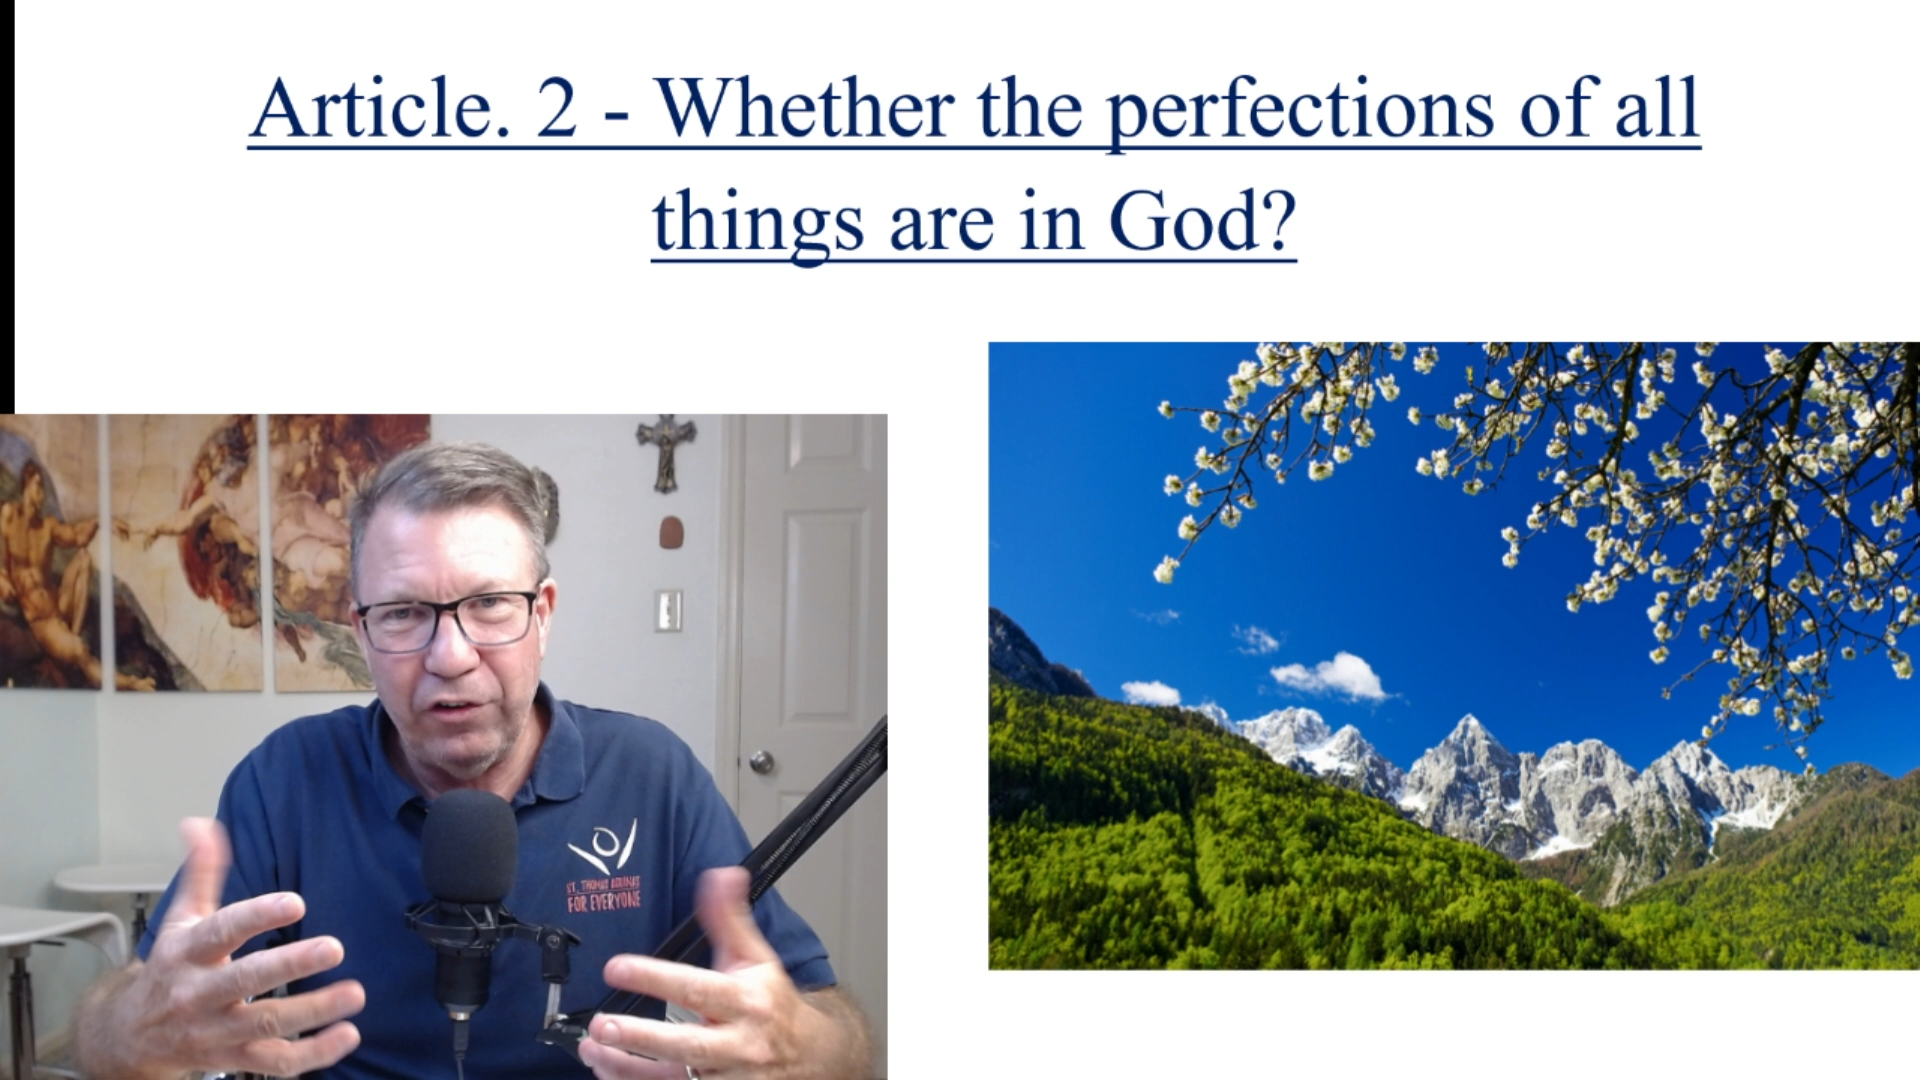 Article. 2 - Whether the perfections of all
things are in God?
ST. THOMAS AQUINAS
FOR EVERYONE